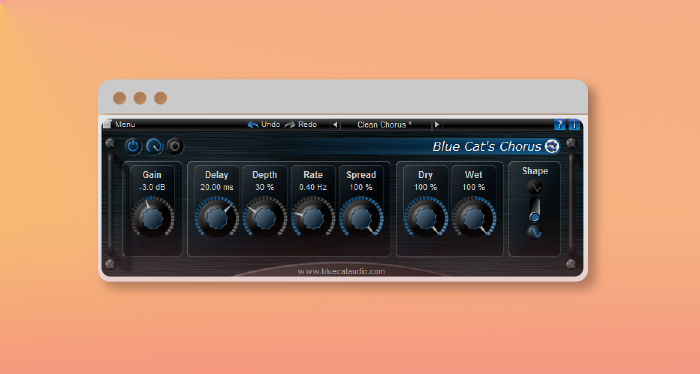 Menu Undo Redo Clean Chorus * ? i
Blue Cat's Chorus
Gain Delay Depth Rate Spread Dry Wet Shape
-3.0 dB 20.00 ms 30 % 0.40 Hz 100 % 100 % 100 %
www.bluecataudio.com